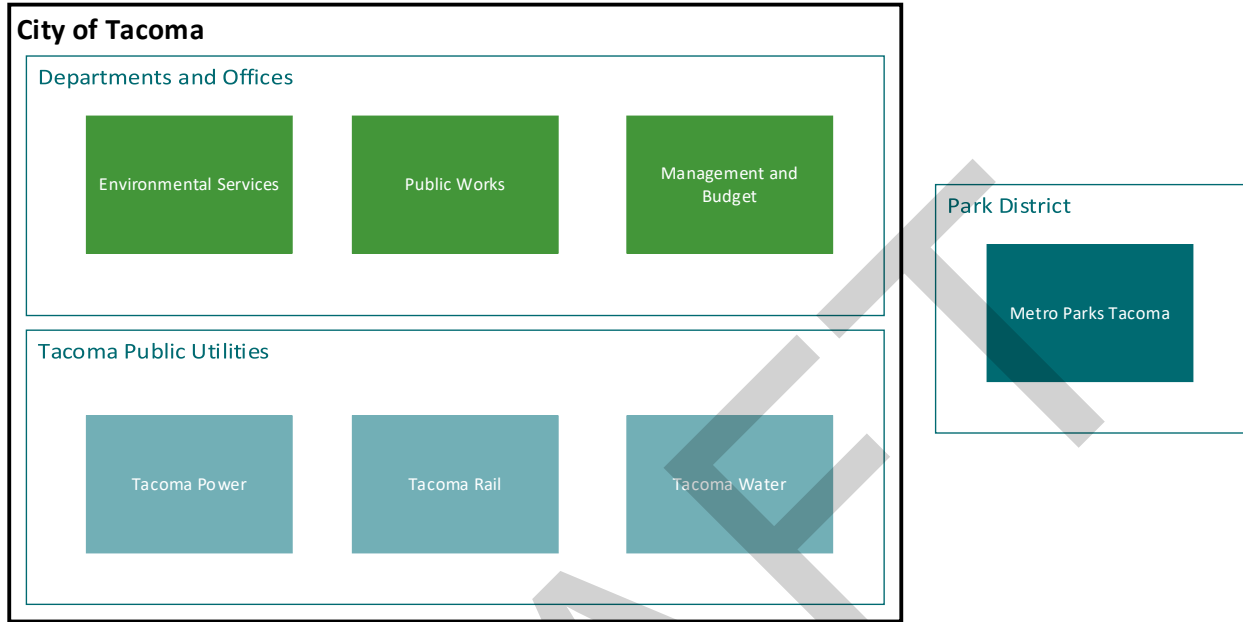 City of Tacoma
Departments and Offices
Environmental Services
Public Works
Management and
Budget
Park District
Metro Parks Tacoma
Tacoma Public Utilities
Tacoma Power
Tacoma Rail
Tacoma Water